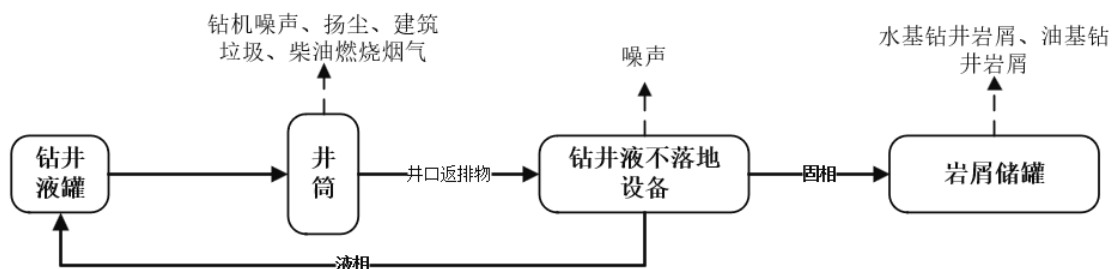 钻机噪声、扬尘、建筑
垃圾、柴油燃烧烟气
噪声
水基钻井岩屑、油基钻
井岩屑
钻井
液罐
井
筒
井口返排物
钻井液不落地
设备
固相
岩屑储罐
液相